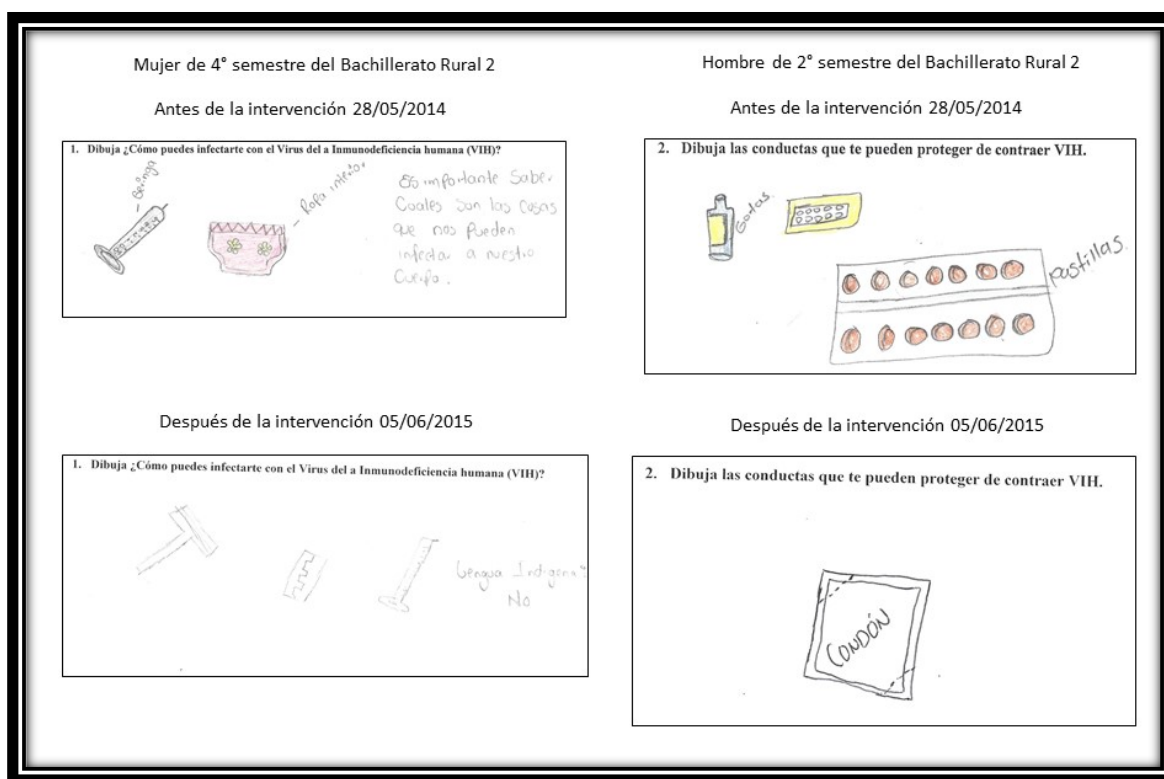 Mujer de 4° semestre del Bachillerato Rural 2
Antes de la intervención 28/05/2014
1. Dibuja ¿Cómo puedes infectarte con el Virus del a Inmunodeficiencia humana (VIH)?
Geringa
Ropa interior
Es importante Saber
Cuales Son las Cosas
que nos Pueden
infectar a nuestro
Cuerpo.
Después de la intervención 05/06/2015
1. Dibuja ¿Cómo puedes infectarte con el Virus del a Inmunodeficiencia humana (VIH)?
Lengua Indigena:
No
Hombre de 2° semestre del Bachillerato Rural 2
Antes de la intervención 28/05/2014
2. Dibuja las conductas que te pueden proteger de contraer VIH.
Gotas.
pastillas.
Después de la intervención 05/06/2015
2. Dibuja las conductas que te pueden proteger de contraer VIH.
CONDÓN